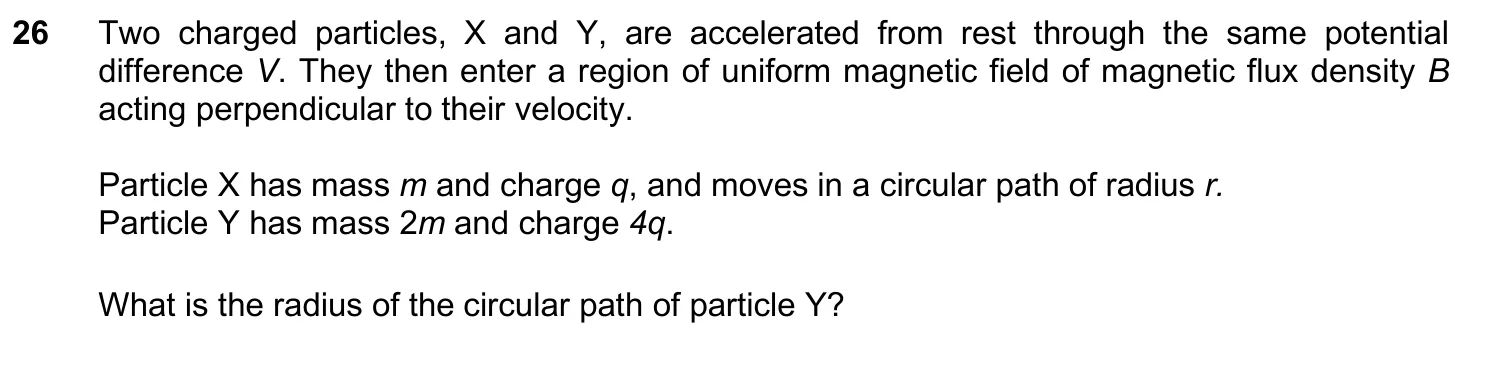 26 Two charged particles, X and Y, are accelerated from rest through the same potential
difference V. They then enter a region of uniform magnetic field of magnetic flux density B
acting perpendicular to their velocity.
Particle X has mass m and charge q, and moves in a circular path of radius r.
Particle Y has mass 2m and charge 4q.
What is the radius of the circular path of particle Y?